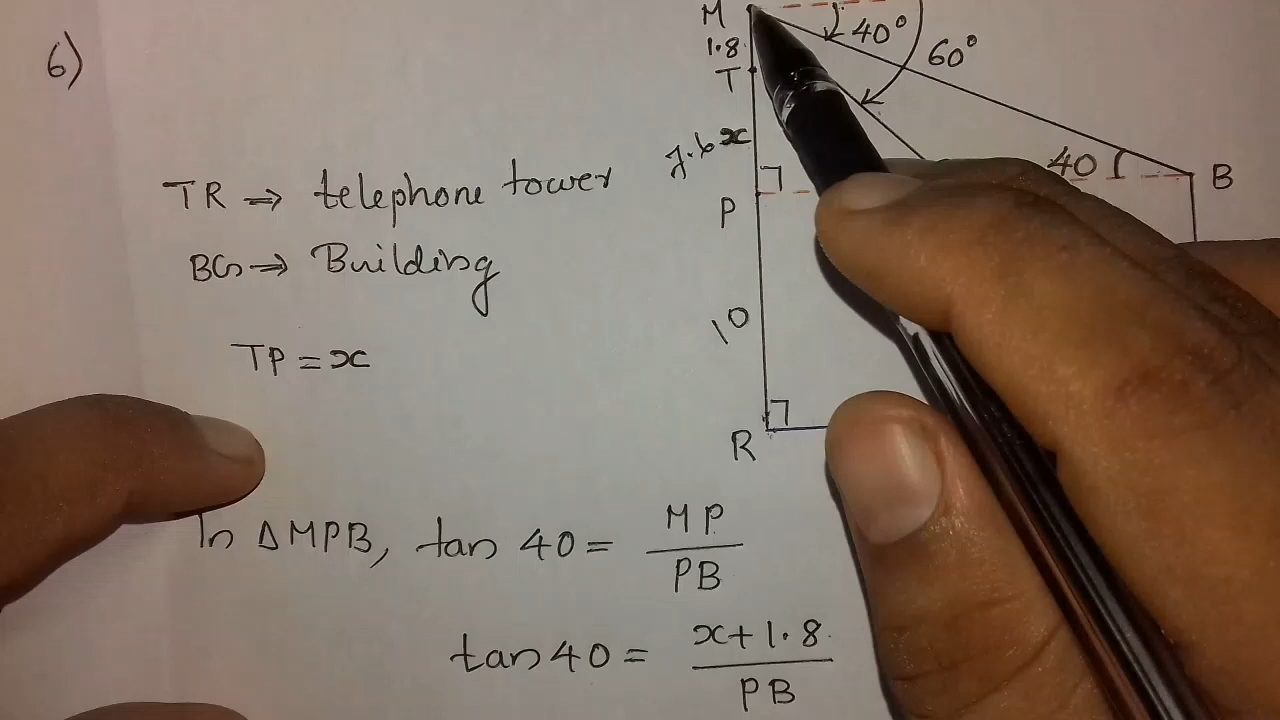 6)
M
40°
1.8
60°
T
7.6 x
40
B
TR ⇒ telephone tower
P
BG ⇒ Building
10
TP = x
R
In ΔMPB, tan 40 = MP / PB
tan 40 = x + 1.8 / PB